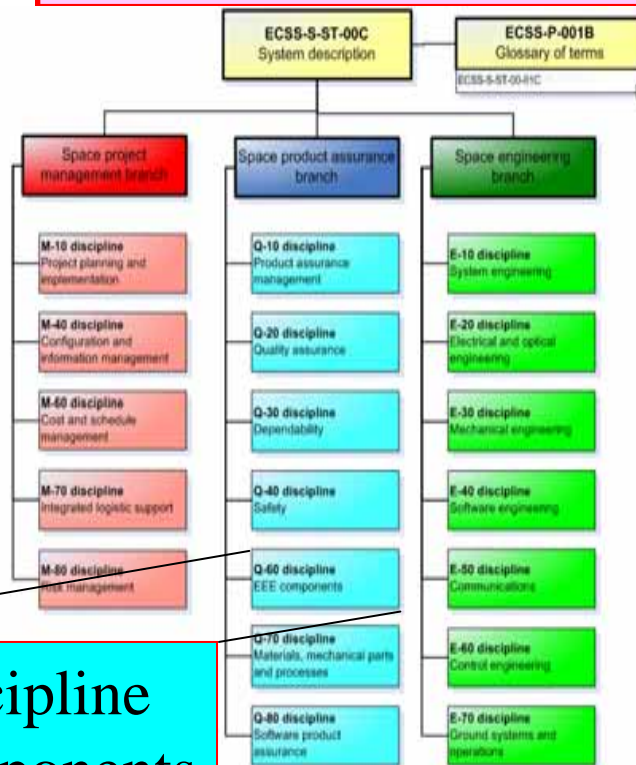 ECSS-S-ST-00C
System description
ECSS-P-001B
Glossary of terms
ECSS-S-ST-00-01C
Space project
management branch
Space product assurance
branch
Space engineering
branch
M-10 discipline
Project planning and
implementation
M-40 discipline
Configuration and
information management
M-60 discipline
Cost and schedule
management
M-70 discipline
Integrated logistic support
M-80 discipline
Risk management
Q-10 discipline
Product assurance
management
Q-20 discipline
Quality assurance
Q-30 discipline
Dependability
Q-40 discipline
Safety
Q-60 discipline
EEE components
Q-70 discipline
Materials, mechanical parts
and processes
Q-80 discipline
Software product
assurance
E-10 discipline
System engineering
E-20 discipline
Electrical and optical
engineering
E-30 discipline
Mechanical engineering
E-40 discipline
Software engineering
E-50 discipline
Communications
E-60 discipline
Control engineering
E-70 discipline
Ground systems and
operations
cipline
ponents